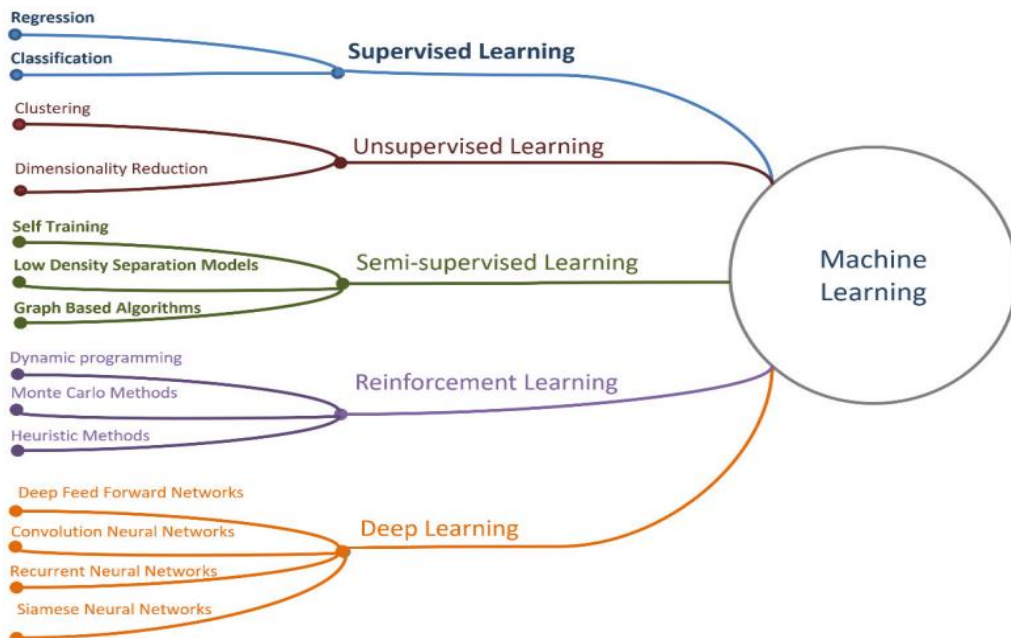 Regression
Supervised Learning
Classification
Clustering
Unsupervised Learning
Dimensionality Reduction
Self Training
Low Density Separation Models
Semi-supervised Learning
Graph Based Algorithms
Machine
Learning
Dynamic programming
Monte Carlo Methods
Reinforcement Learning
Heuristic Methods
Deep Feed Forward Networks
Convolution Neural Networks
Deep Learning
Recurrent Neural Networks
Siamese Neural Networks